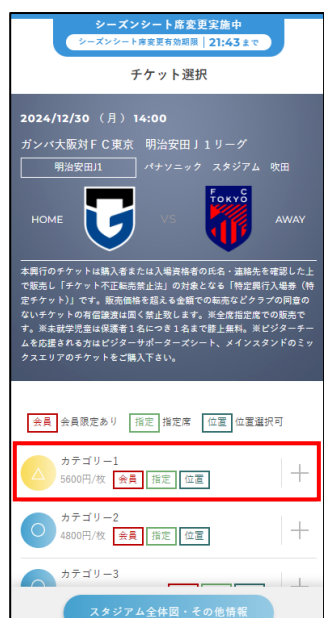 シーズンシート席変更実施中
シーズンシート席変更有効期限 | 21:43まで
チケット選択
2024/12/30 （月）14:00
ガンバ大阪対ＦＣ東京 明治安田Ｊ１リーグ
明治安田J1 パナソニック スタジアム 吹田
HOME VS F C TOKYO AWAY
本興行のチケットは購入者または入場資格者の氏名・連絡先を確認した上
で販売し「チケット不正転売禁止法」の対象となる「特定興行入場券（特
定チケット）」です。販売価格を超える金額での転売などクラブの同意の
ないチケットの有償譲渡は固く禁止致します。※全席指定席での販売で
す。※未就学児童は保護者１名につき１名まで膝上無料。※ビジターチー
ムを応援される方はビジターサポーターズシート、メインスタンドのミッ
クスエリアのチケットをご購入下さい。
会員 会員限定あり 指定 指定席 位置 位置選択可
カテゴリー1
5600円/枚 会員 指定 位置
カテゴリー2
4800円/枚 会員 指定 位置
カテゴリー3
スタジアム全体図・その他情報